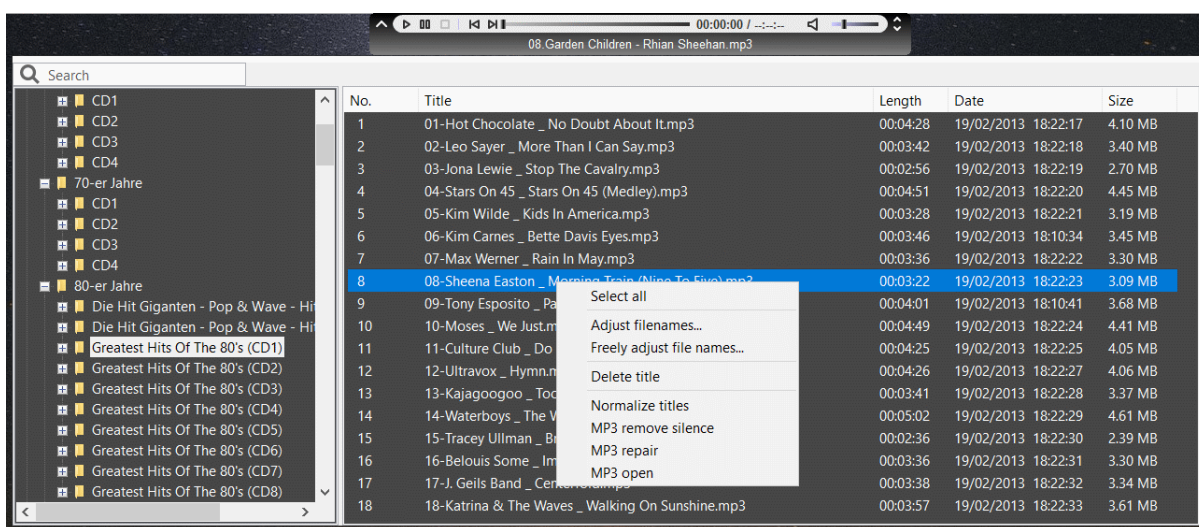 00:00:00 / --:--:--
08.Garden Children - Rhian Sheehan.mp3
Search
CD1
CD2
CD3
CD4
70-er Jahre
CD1
CD2
CD3
CD4
80-er Jahre
Die Hit Giganten - Pop & Wave - Hi
Die Hit Giganten - Pop & Wave - Hi
Greatest Hits Of The 80's (CD1)
Greatest Hits Of The 80's (CD2)
Greatest Hits Of The 80's (CD3)
Greatest Hits Of The 80's (CD4)
Greatest Hits Of The 80's (CD5)
Greatest Hits Of The 80's (CD6)
Greatest Hits Of The 80's (CD7)
Greatest Hits Of The 80's (CD8)
No. Title Length Date Size
1 01-Hot Chocolate _ No Doubt About It.mp3 00:04:28 19/02/2013 18:22:17 4.10 MB
2 02-Leo Sayer _ More Than I Can Say.mp3 00:03:42 19/02/2013 18:22:18 3.40 MB
3 03-Jona Lewie _ Stop The Cavalry.mp3 00:02:56 19/02/2013 18:22:19 2.70 MB
4 04-Stars On 45 _ Stars On 45 (Medley).mp3 00:04:51 19/02/2013 18:22:20 4.45 MB
5 05-Kim Wilde _ Kids In America.mp3 00:03:28 19/02/2013 18:22:21 3.19 MB
6 06-Kim Carnes _ Bette Davis Eyes.mp3 00:03:46 19/02/2013 18:10:34 3.45 MB
7 07-Max Werner _ Rain In May.mp3 00:03:36 19/02/2013 18:22:22 3.30 MB
8 08-Sheena Easton _ Morning Train (Nine To Five).mp3 00:03:22 19/02/2013 18:22:23 3.09 MB
9 09-Tony Esposito _ Pa 00:04:01 19/02/2013 18:10:41 3.68 MB
10 10-Moses _ We Just.m 00:04:49 19/02/2013 18:22:24 4.41 MB
11 11-Culture Club _ Do 00:04:25 19/02/2013 18:22:25 4.05 MB
12 12-Ultravox _ Hymn.m 00:04:26 19/02/2013 18:22:27 4.06 MB
13 13-Kajagoogoo _ Too 00:03:41 19/02/2013 18:22:28 3.37 MB
14 14-Waterboys _ The W 00:05:02 19/02/2013 18:22:29 4.61 MB
15 15-Tracey Ullman _ Br 00:02:36 19/02/2013 18:22:30 2.39 MB
16 16-Belouis Some _ Im 00:03:36 19/02/2013 18:22:31 3.30 MB
17 17-J. Geils Band _ Centerfold.mp3 00:03:38 19/02/2013 18:22:32 3.34 MB
18 18-Katrina & The Waves _ Walking On Sunshine.mp3 00:03:57 19/02/2013 18:22:33 3.61 MB
Select all
Adjust filenames...
Freely adjust file names...
Delete title
Normalize titles
MP3 remove silence
MP3 repair
MP3 open